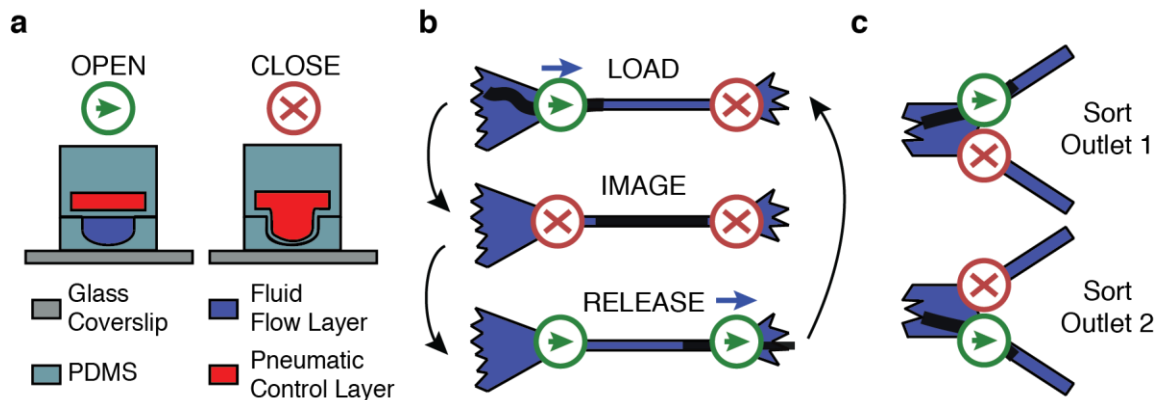 a
OPEN
CLOSE
Glass
Coverslip
Fluid
Flow Layer
PDMS
Pneumatic
Control Layer
b
LOAD
IMAGE
RELEASE
c
Sort
Outlet 1
Sort
Outlet 2